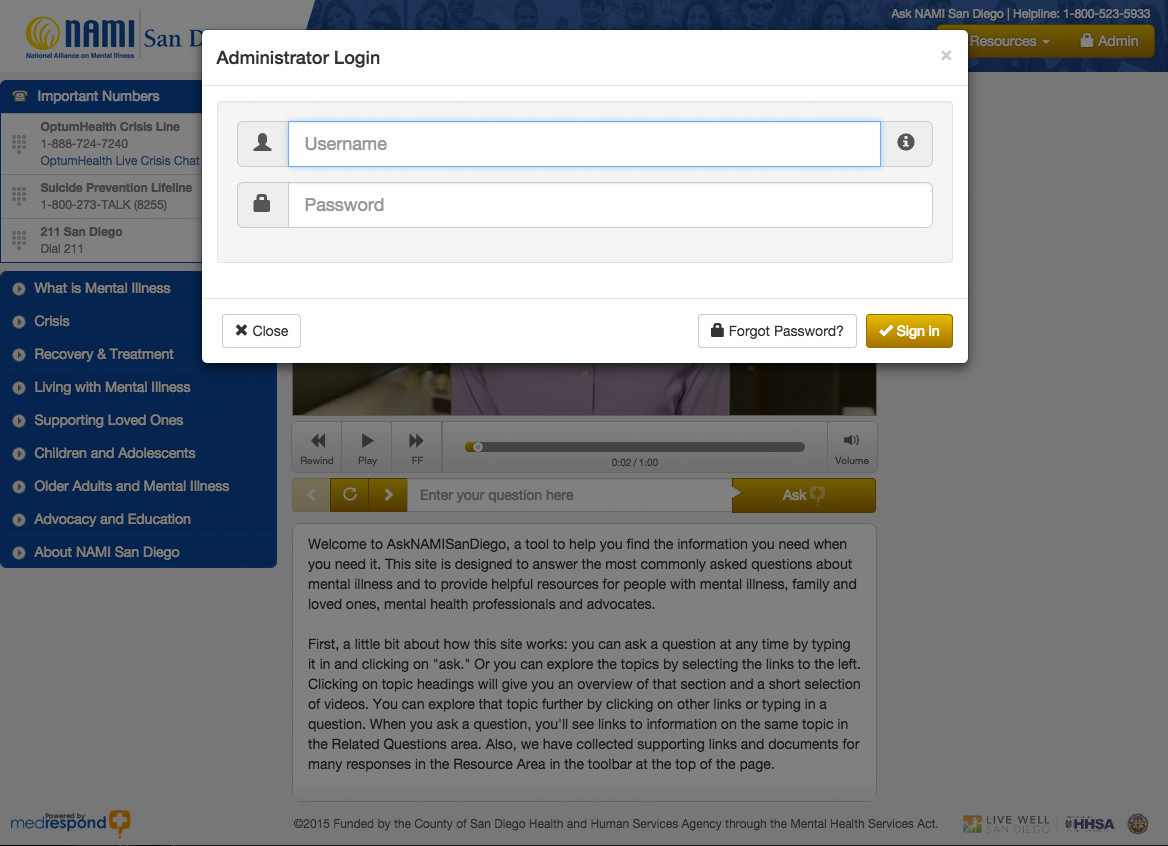 Ask NAMI San Diego | Helpline: 1-800-523-5933
NAMI San D
National Alliance on Mental Illness
Resources
Admin
Administrator Login
×
Username
Password
Close
Forgot Password?
Sign in
Important Numbers
OptumHealth Crisis Line
1-888-724-7240
OptumHealth Live Crisis Chat
Suicide Prevention Lifeline
1-800-273-TALK (8255)
211 San Diego
Dial 211
What is Mental Illness
Crisis
Recovery & Treatment
Living with Mental Illness
Supporting Loved Ones
Children and Adolescents
Older Adults and Mental Illness
Advocacy and Education
About NAMI San Diego
Rewind
Play
FF
0:02 / 1:00
Volume
Enter your question here
Ask
Welcome to AskNAMISanDiego, a tool to help you find the information you need when
you need it. This site is designed to answer the most commonly asked questions about
mental illness and to provide helpful resources for people with mental illness, family and
loved ones, mental health professionals and advocates.
First, a little bit about how this site works: you can ask a question at any time by typing
it in and clicking on "ask." Or you can explore the topics by selecting the links to the left.
Clicking on topic headings will give you an overview of that section and a short selection
of videos. You can explore that topic further by clicking on other links or typing in a
question. When you ask a question, you'll see links to information on the same topic in
the Related Questions area. Also, we have collected supporting links and documents for
many responses in the Resource Area in the toolbar at the top of the page.
Powered by
medrespond
©2015 Funded by the County of San Diego Health and Human Services Agency through the Mental Health Services Act.
LIVE WELL
SAN DIEGO
HHSA